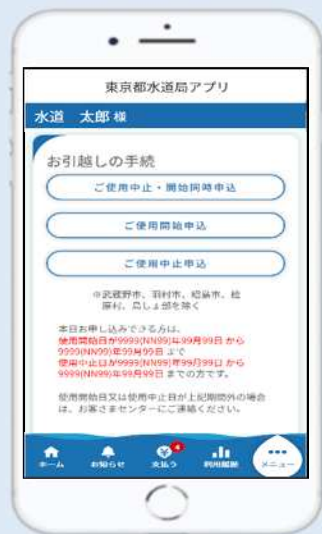 東京都水道局アプリ
水道　太郎 様
お引越しの手続
ご使用中止・開始同時申込
ご使用開始申込
ご使用中止申込
※武蔵野市、羽村市、昭島市、檜
原村、島しょ部を除く
本日お申し込みできる方は、
使用開始日が9999(NN99)年99月99日 から
9999(NN99)年99月99日 まで
使用中止日が9999(NN99)年99月99日 から
9999(NN99)年99月99日 までの方です。
使用開始日又は使用中止日が上記期間外の場合
は、お客さまセンターにご連絡ください。
4
ホーム お知らせ 支払う 利用履歴 メニュー